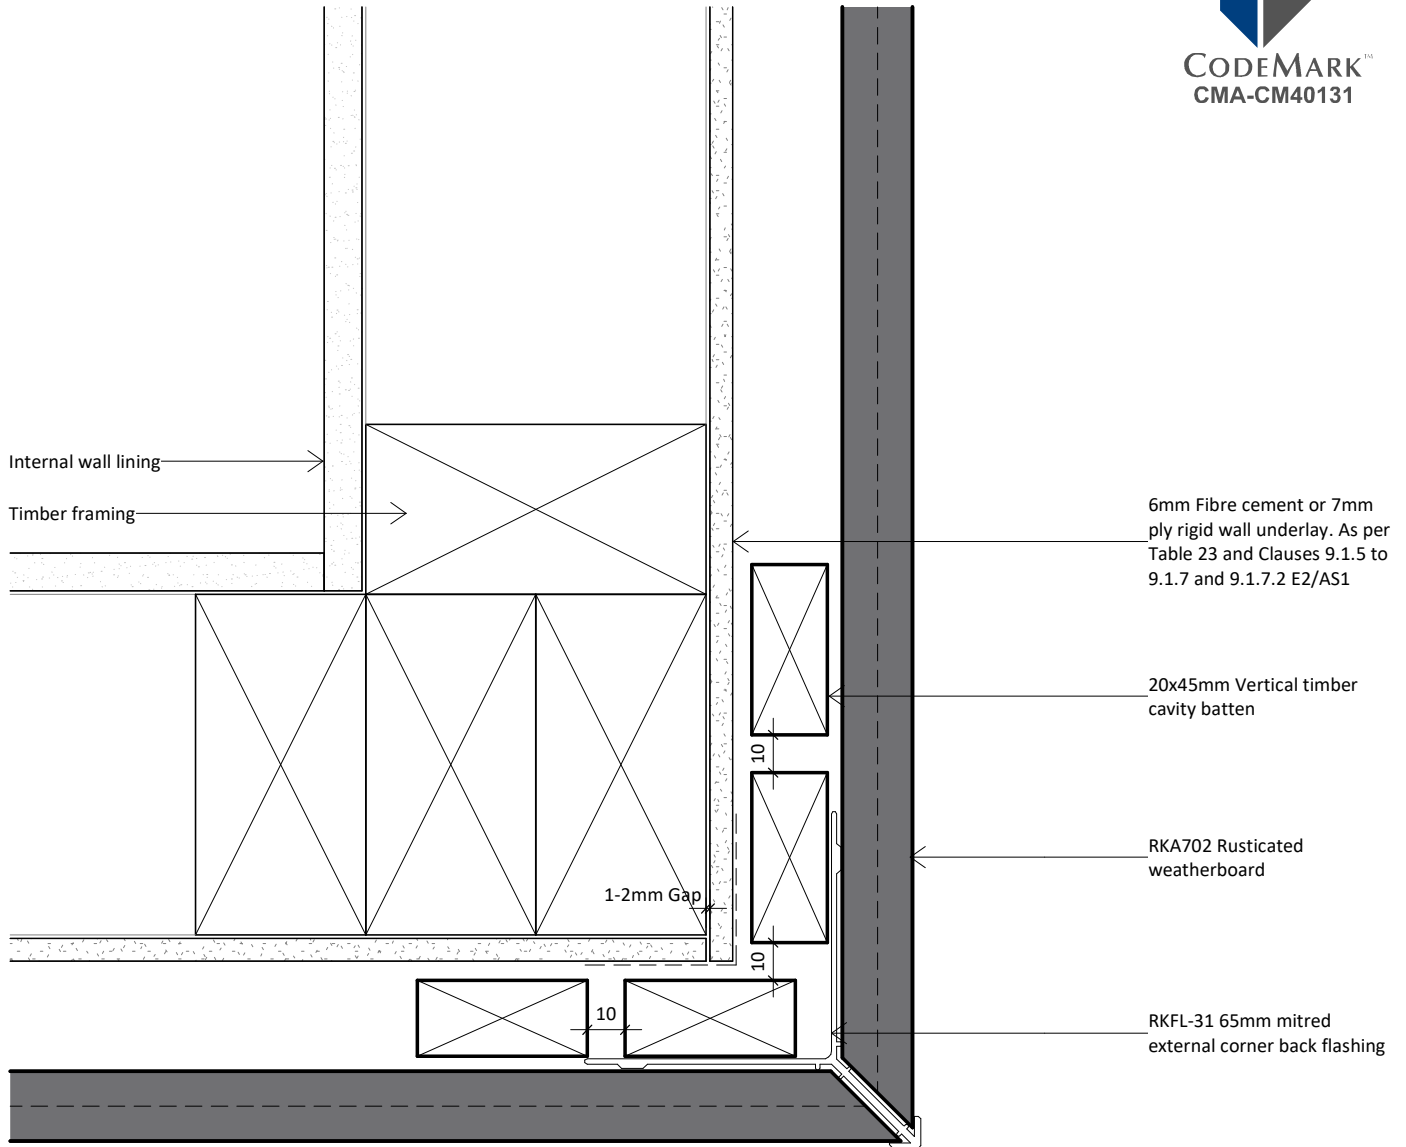 CODEMARK™
CMA-CM40131
Internal wall lining
Timber framing
6mm Fibre cement or 7mm
ply rigid wall underlay. As per
Table 23 and Clauses 9.1.5 to
9.1.7 and 9.1.7.2 E2/AS1
20x45mm Vertical timber
cavity batten
10
RKA702 Rusticated
weatherboard
1-2mm Gap
10
10
RKFL-31 65mm mitred
external corner back flashing